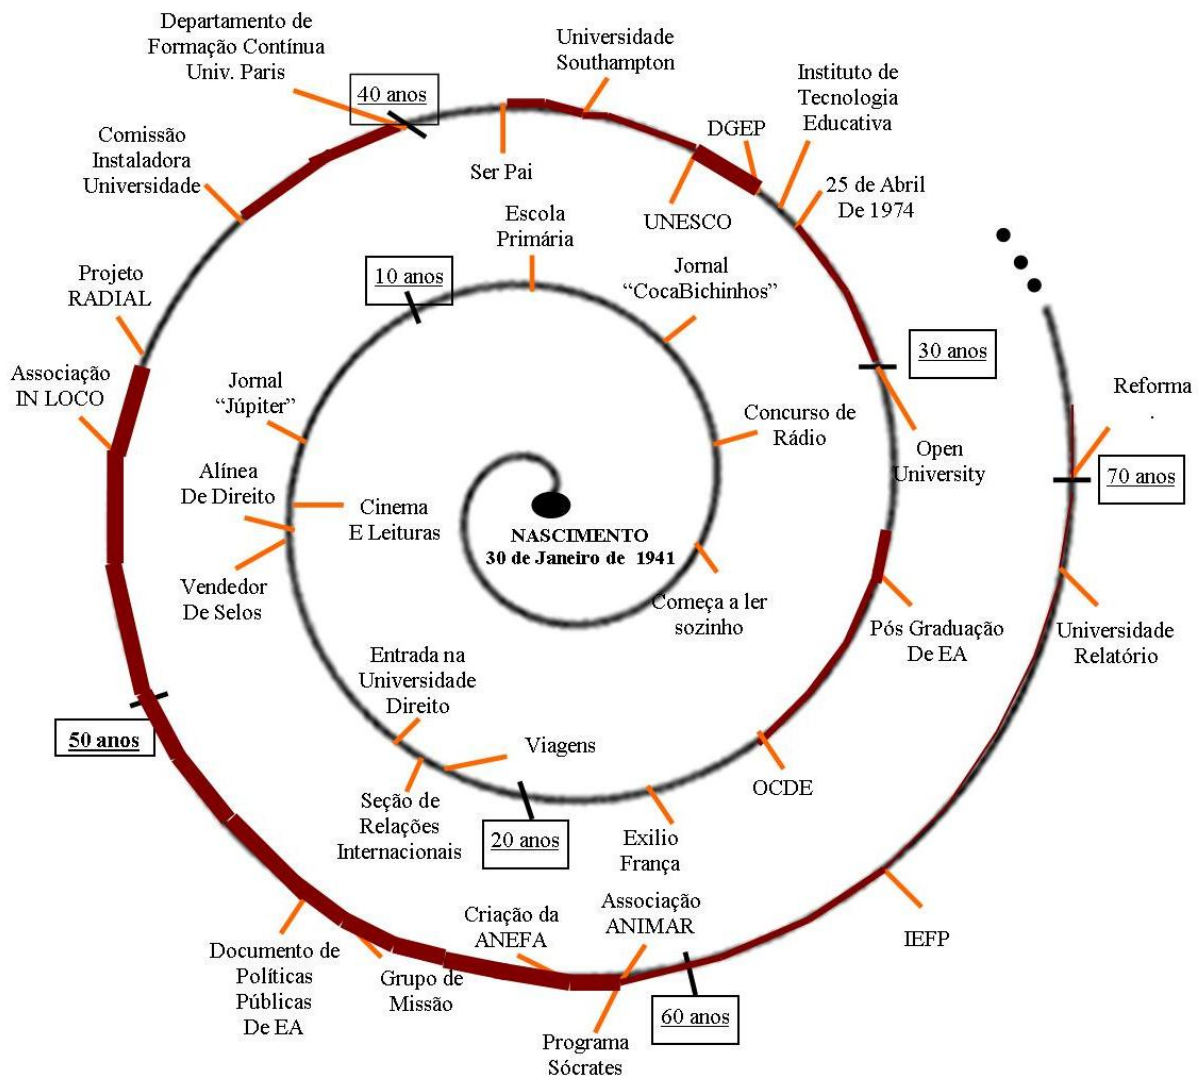 Departamento de
Formação Contínua
Univ. Paris
40 anos
Universidade
Southampton
Instituto de
Tecnologia
Educativa
DGEP
Comissão
Instaladora
Universidade
Ser Pai
UNESCO
25 de Abril
De 1974
Escola
Primária
10 anos
Jornal
“CocaBichinhos”
Projeto
RADIAL
30 anos
Associação
IN LOCO
Jornal
“Júpiter”
Concurso de
Rádio
Reforma
.
Open
University
70 anos
Alínea
De Direito
Cinema
E Leituras
NASCIMENTO
30 de Janeiro de 1941
Vendedor
De Selos
Começa a ler
sozinho
Pós Graduação
De EA
Universidade
Relatório
Entrada na
Universidade
Direito
50 anos
Viagens
OCDE
Seção de
Relações
Internacionais
20 anos
Exilio
França
Associação
ANIMAR
Criação da
ANEFA
IEFP
Documento de
Políticas
Públicas
De EA
Grupo de
Missão
60 anos
Programa
Sócrates